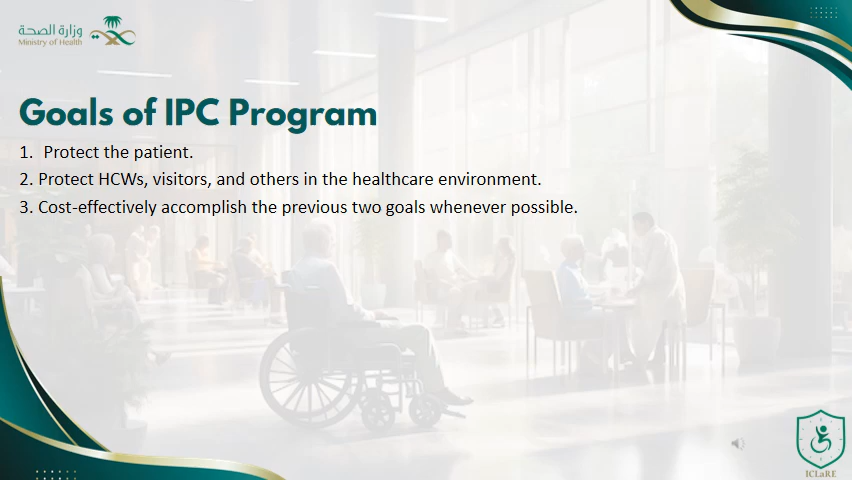 وزارة الصحة
Ministry of Health
Goals of IPC Program
1. Protect the patient.
2. Protect HCWs, visitors, and others in the healthcare environment.
3. Cost-effectively accomplish the previous two goals whenever possible.
ICLaRE